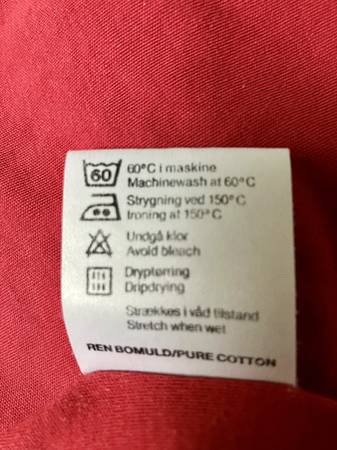 60
60°C i maskine
Machinewash at 60°C
Strygning ved 150°C
Ironing at 150°C
Undgå klor
Avoid bleach
Dryptørring
Dripdrying
Strækkes i våd tilstand
Stretch when wet
REN BOMULD/PURE COTTON